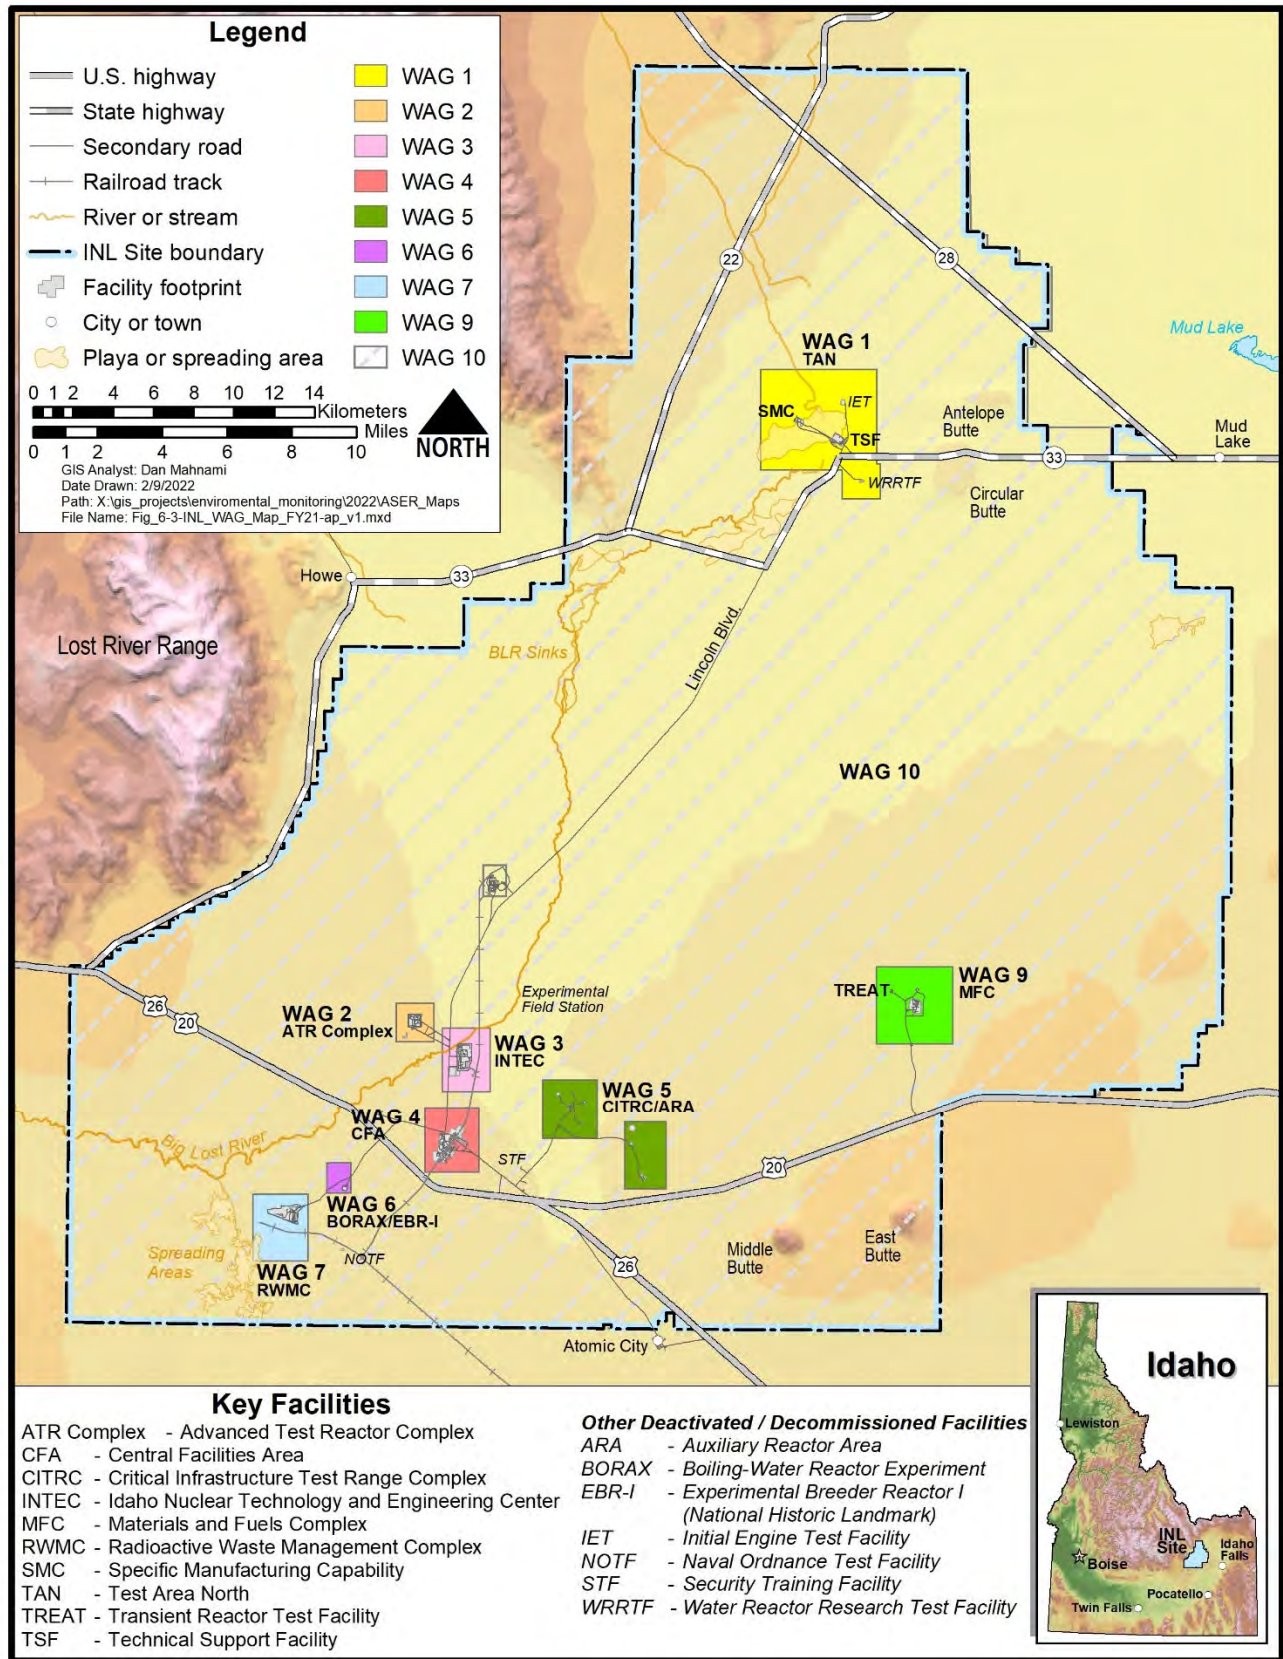 Legend
U.S. highway
State highway
Secondary road
Railroad track
River or stream
INL Site boundary
Facility footprint
City or town
Playa or spreading area
WAG 1
WAG 2
WAG 3
WAG 4
WAG 5
WAG 6
WAG 7
WAG 9
WAG 10
0 1 2 4 6 8 10 12 14
Kilometers
Miles
0 1 2 4 6 8 10
NORTH
GIS Analyst: Dan Mahnami
Date Drawn: 2/9/2022
Path: X:\gis_projects\enviromental_monitoring\2022\ASER_Maps
File Name: Fig_6-3-INL_WAG_Map_FY21-ap_v1.mxd
22
28
Mud Lake
WAG 1
TAN
IET
SMC
TSF
WRRTF
Antelope
Butte
33
Mud
Lake
Circular
Butte
Howe
33
Lost River Range
BLR Sinks
Lincoln Blvd.
WAG 10
26
20
Experimental
Field Station
WAG 2
ATR Complex
WAG 3
INTEC
TREAT
WAG 9
MFC
WAG 5
CITRC/ARA
WAG 4
CFA
Big Lost River
STF
20
WAG 6
BORAX/EBR-I
Spreading
Areas
WAG 7
RWMC
NOTF
Middle
Butte
East
Butte
26
Atomic City
Key Facilities
ATR Complex - Advanced Test Reactor Complex
CFA - Central Facilities Area
CITRC - Critical Infrastructure Test Range Complex
INTEC - Idaho Nuclear Technology and Engineering Center
MFC - Materials and Fuels Complex
RWMC - Radioactive Waste Management Complex
SMC - Specific Manufacturing Capability
TAN - Test Area North
TREAT - Transient Reactor Test Facility
TSF - Technical Support Facility
Other Deactivated / Decommissioned Facilities
ARA - Auxiliary Reactor Area
BORAX - Boiling-Water Reactor Experiment
EBR-I - Experimental Breeder Reactor I
(National Historic Landmark)
IET - Initial Engine Test Facility
NOTF - Naval Ordnance Test Facility
STF - Security Training Facility
WRRTF - Water Reactor Research Test Facility
Idaho
Lewiston
INL
Site
Idaho
Falls
Boise
Pocatello
Twin Falls